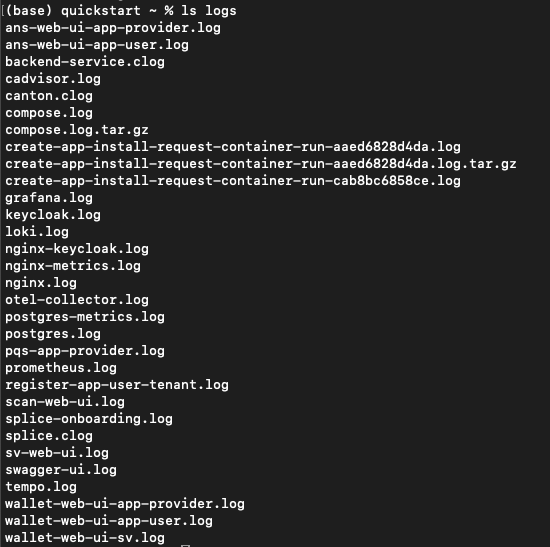 (base) quickstart ~ % ls logs
ans-web-ui-app-provider.log
ans-web-ui-app-user.log
backend-service.clog
cadvisor.log
canton.clog
compose.log
compose.log.tar.gz
create-app-install-request-container-run-aaed6828d4da.log
create-app-install-request-container-run-aaed6828d4da.log.tar.gz
create-app-install-request-container-run-cab8bc6858ce.log
grafana.log
keycloak.log
loki.log
nginx-keycloak.log
nginx-metrics.log
nginx.log
otel-collector.log
postgres-metrics.log
postgres.log
pqs-app-provider.log
prometheus.log
register-app-user-tenant.log
scan-web-ui.log
splice-onboarding.log
splice.clog
sv-web-ui.log
swagger-ui.log
tempo.log
wallet-web-ui-app-provider.log
wallet-web-ui-app-user.log
wallet-web-ui-sv.log